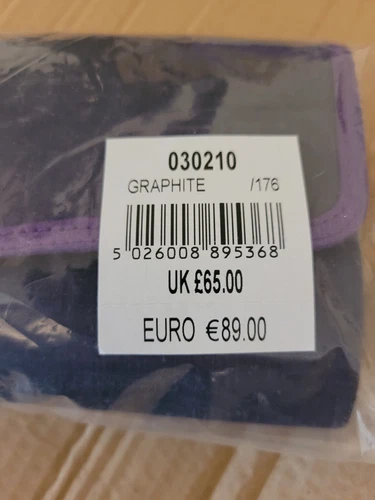 030210
GRAPHITE /176
5 026008 895368
UK £65.00
EURO €89.00